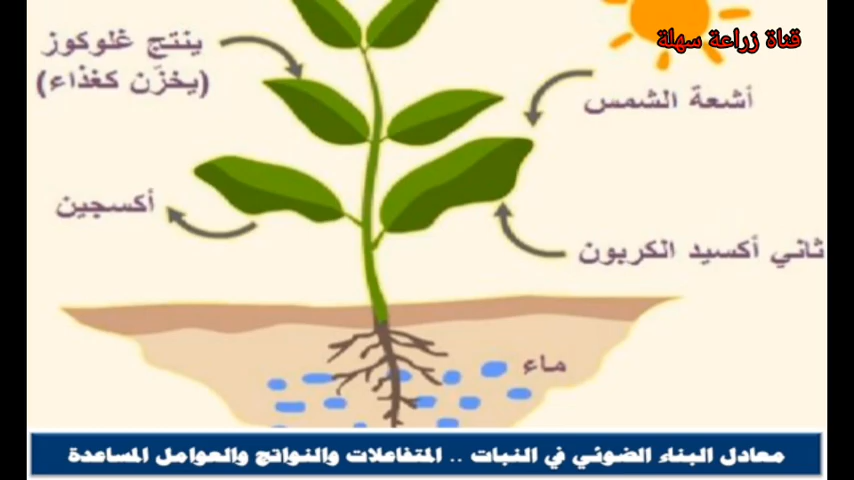 قناة زراعة سهلة
ينتج غلوكوز
(يخزّن كغذاء)
أشعة الشمس
أكسجين
ثاني أكسيد الكربون
ماء
معادل البناء الضوئي في النبات .. المتفاعلات والنواتج والعوامل المساعدة